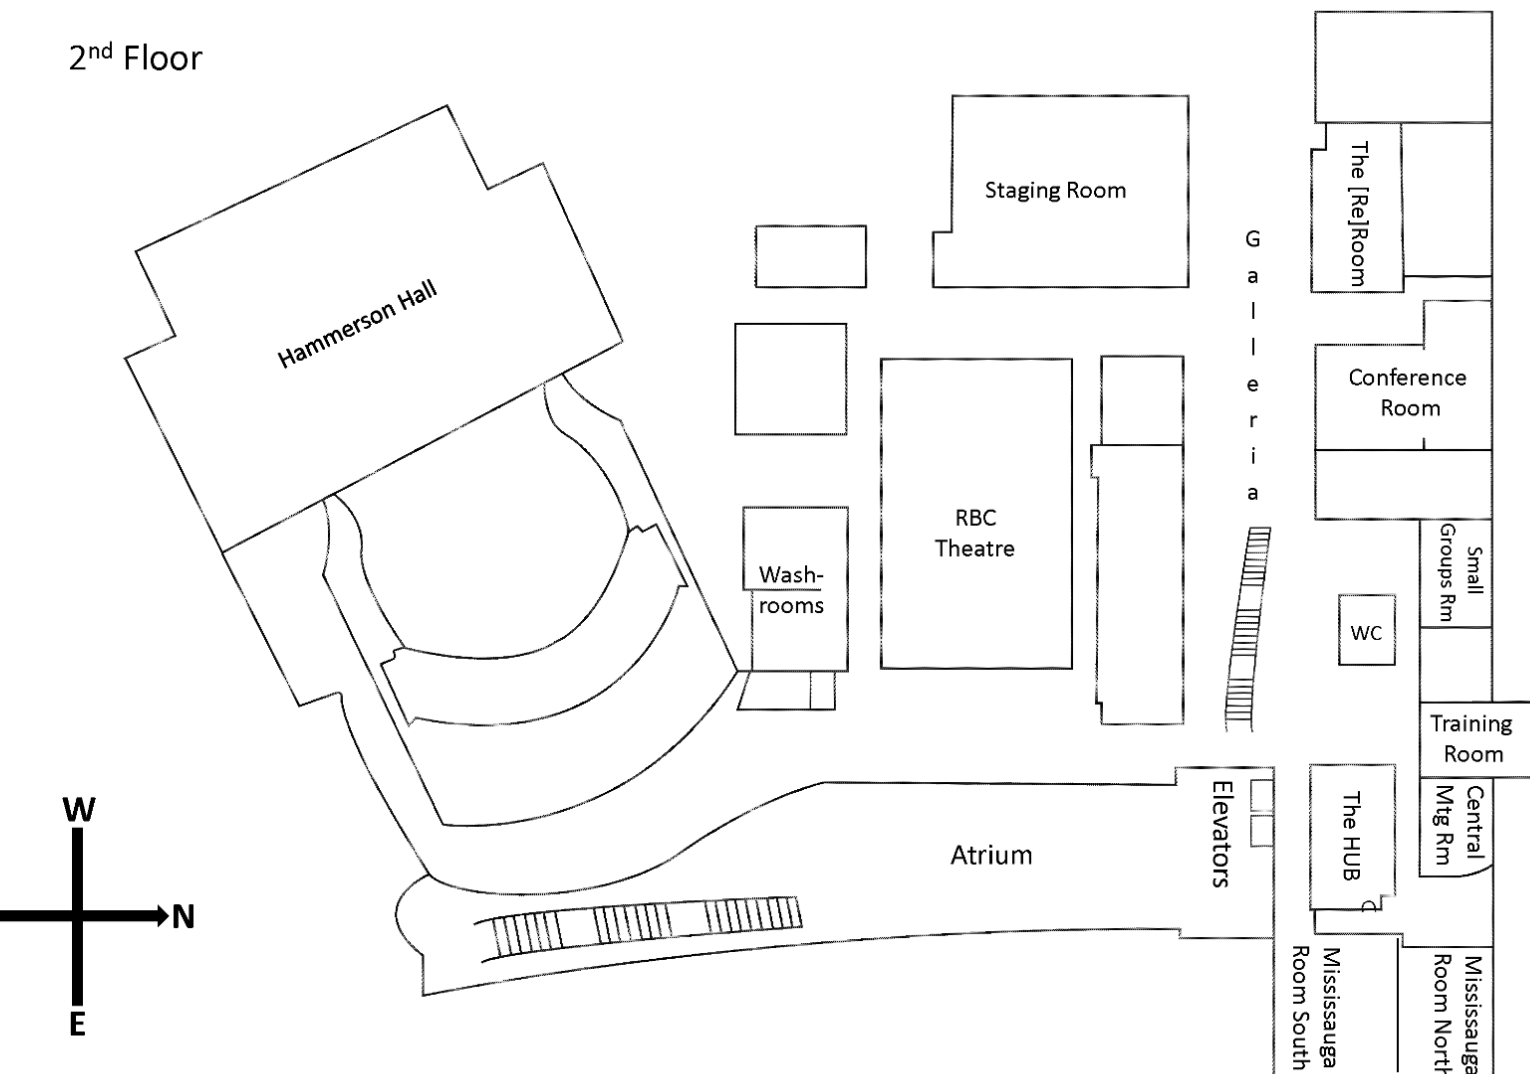 2nd Floor
Hammerson Hall
Staging Room
The [Re]Room
Galleria
Conference
Room
RBC
Theatre
Wash-
rooms
Small
Groups Rm
WC
Training
Room
Elevators
The HUB
Central
Mtg Rm
Atrium
W
N
E
Mississauga
Room South
Mississauga
Room North